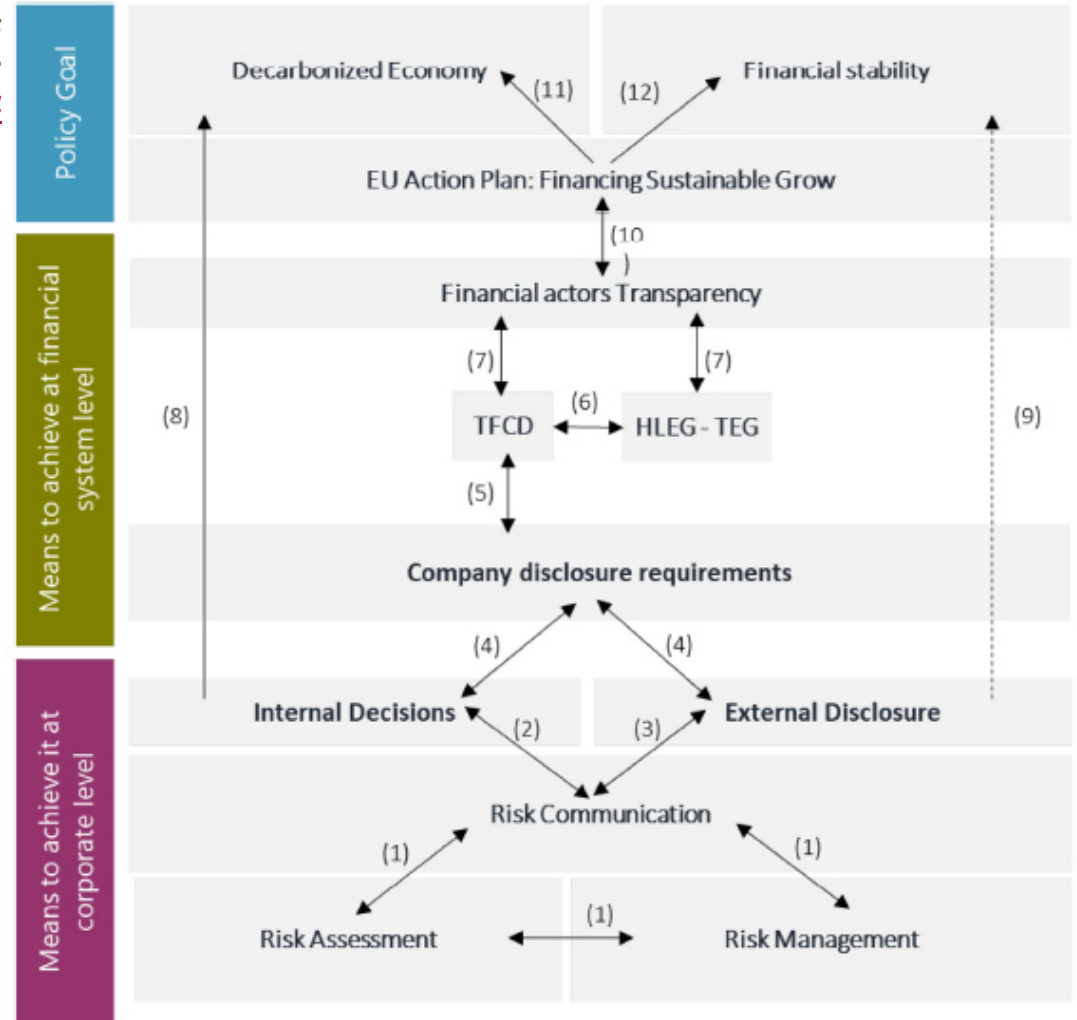 Policy Goal
Decarbonized Economy
Financial stability
(11)
(12)
EU Action Plan: Financing Sustainable Grow
(10
)
Means to achieve at financial
system level
Financial actors Transparency
(7)
(7)
(8)
(9)
TFCD
(6)
HLEG - TEG
(5)
Company disclosure requirements
(4)
(4)
Means to achieve it at
corporate level
Internal Decisions
External Disclosure
(2)
(3)
Risk Communication
(1)
(1)
Risk Assessment
(1)
Risk Management